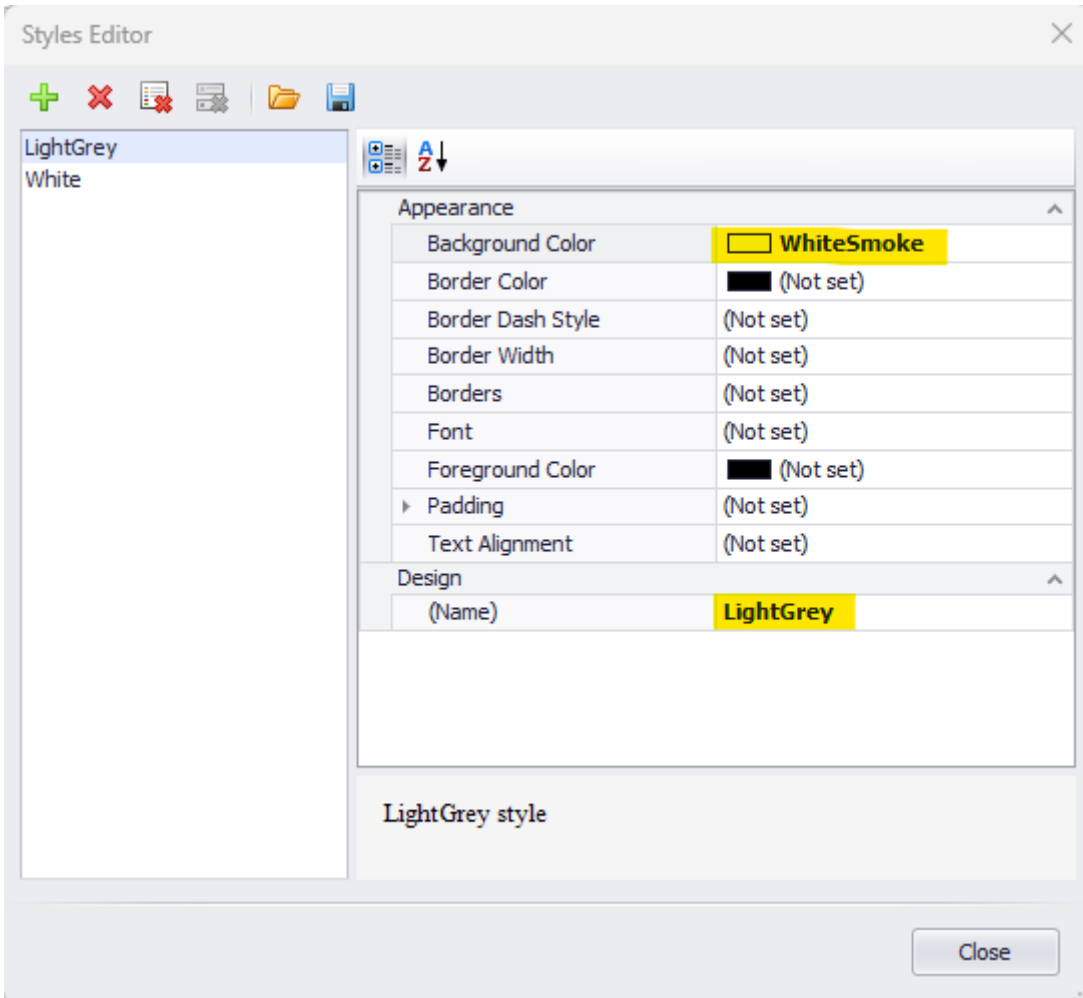 Styles Editor
LightGrey
White
A
Z
Appearance
Background Color WhiteSmoke
Border Color (Not set)
Border Dash Style (Not set)
Border Width (Not set)
Borders (Not set)
Font (Not set)
Foreground Color (Not set)
Padding (Not set)
Text Alignment (Not set)
Design
(Name) LightGrey
LightGrey style
Close